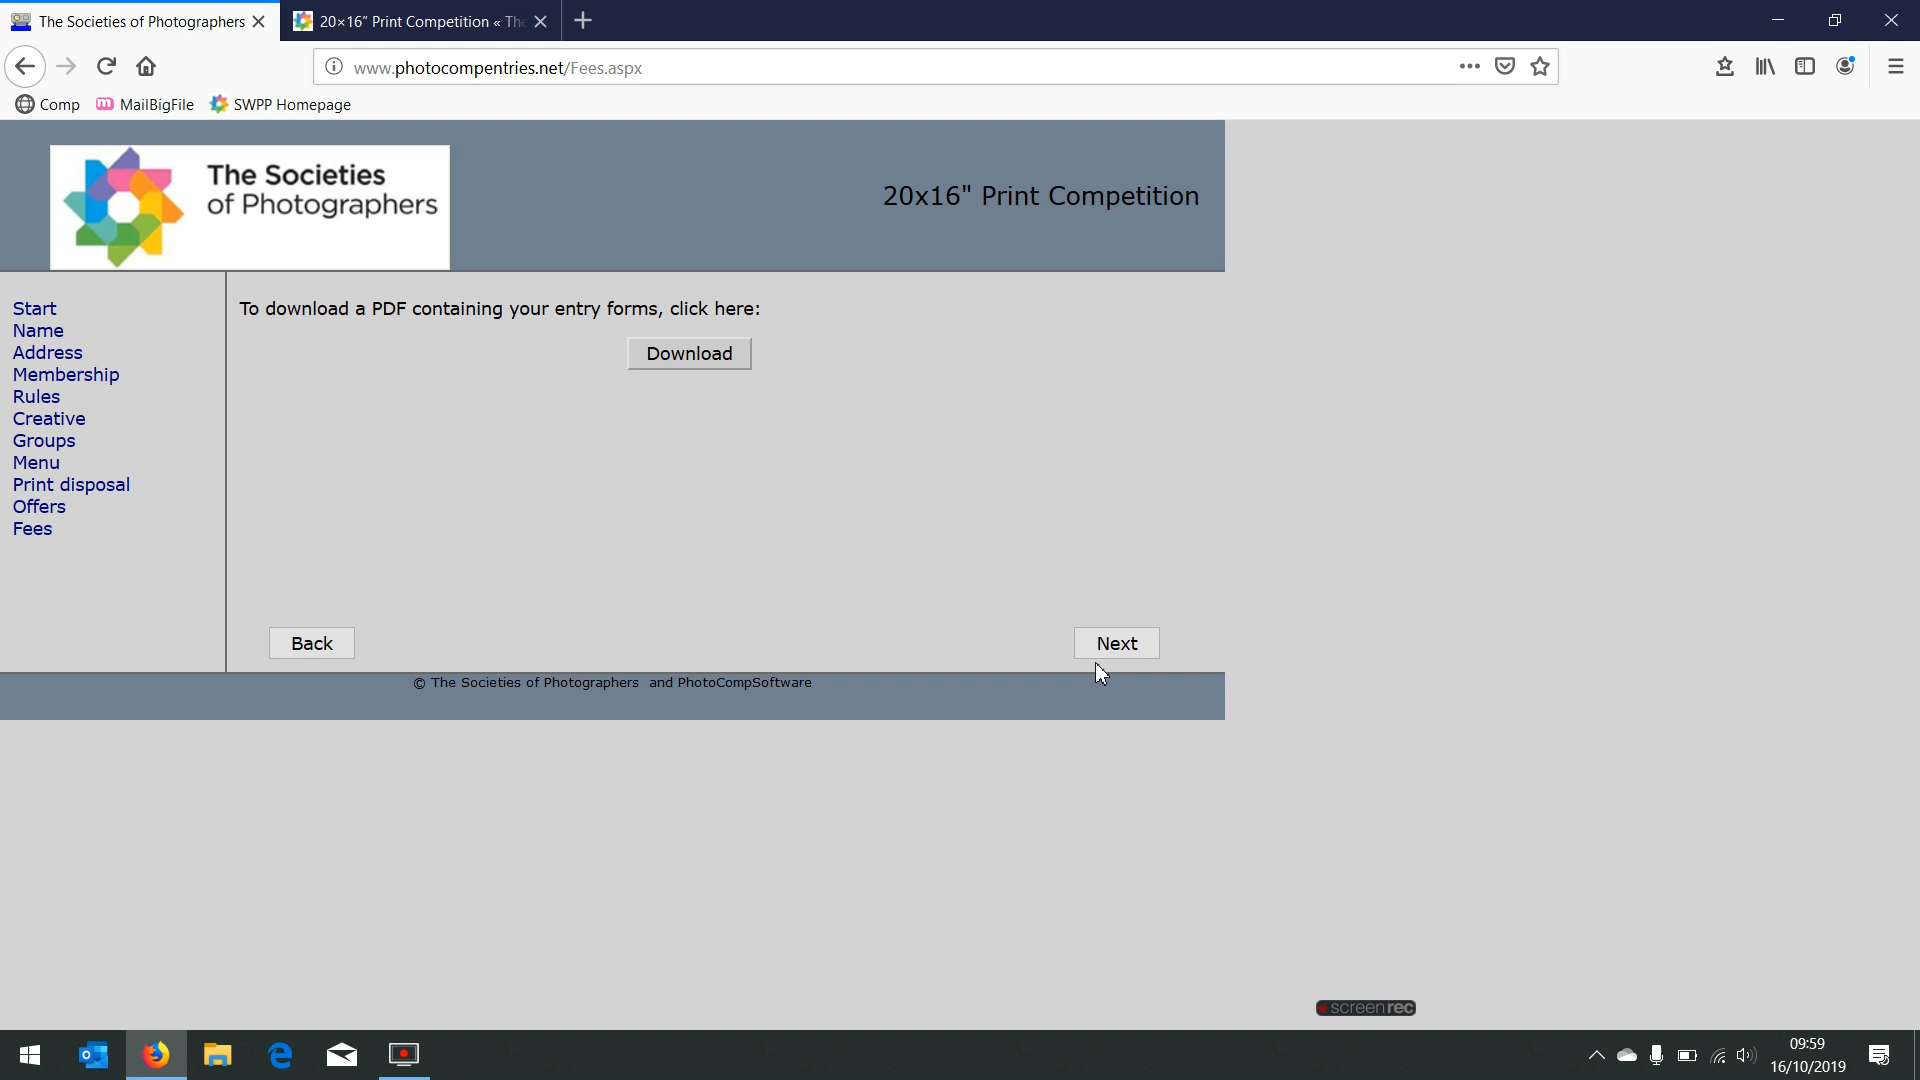 The Societies of Photographers
20×16" Print Competition « The
www.photocompentries.net/Fees.aspx
Comp
MailBigFile
SWPP Homepage
The Societies
of Photographers
20x16" Print Competition
Start
Name
Address
Membership
Rules
Creative
Groups
Menu
Print disposal
Offers
Fees
To download a PDF containing your entry forms, click here:
Download
Back
Next
© The Societies of Photographers and PhotoCompSoftware
screenrec
09:59
16/10/2019